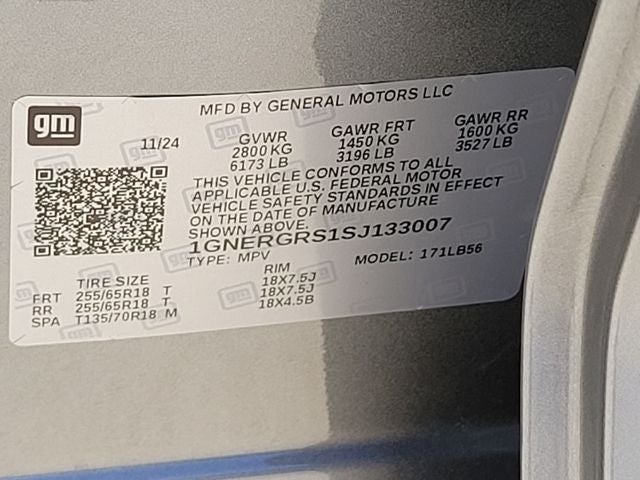 gm
MFD BY GENERAL MOTORS LLC
11/24
GVWR
2800 KG
6173 LB
GAWR FRT
1450 KG
3196 LB
GAWR RR
1600 KG
3527 LB
THIS VEHICLE CONFORMS TO ALL
APPLICABLE U.S. FEDERAL MOTOR
VEHICLE SAFETY STANDARDS IN EFFECT
ON THE DATE OF MANUFACTURE
SHOWN ABOVE.
1GNERGRS1SJ133007
TYPE: MPV MODEL: 171LB56
TIRE SIZE RIM
FRT 255/65R18 T 18X7.5J
RR 255/65R18 T 18X7.5J
SPA T135/70R18 M 18X4.5B